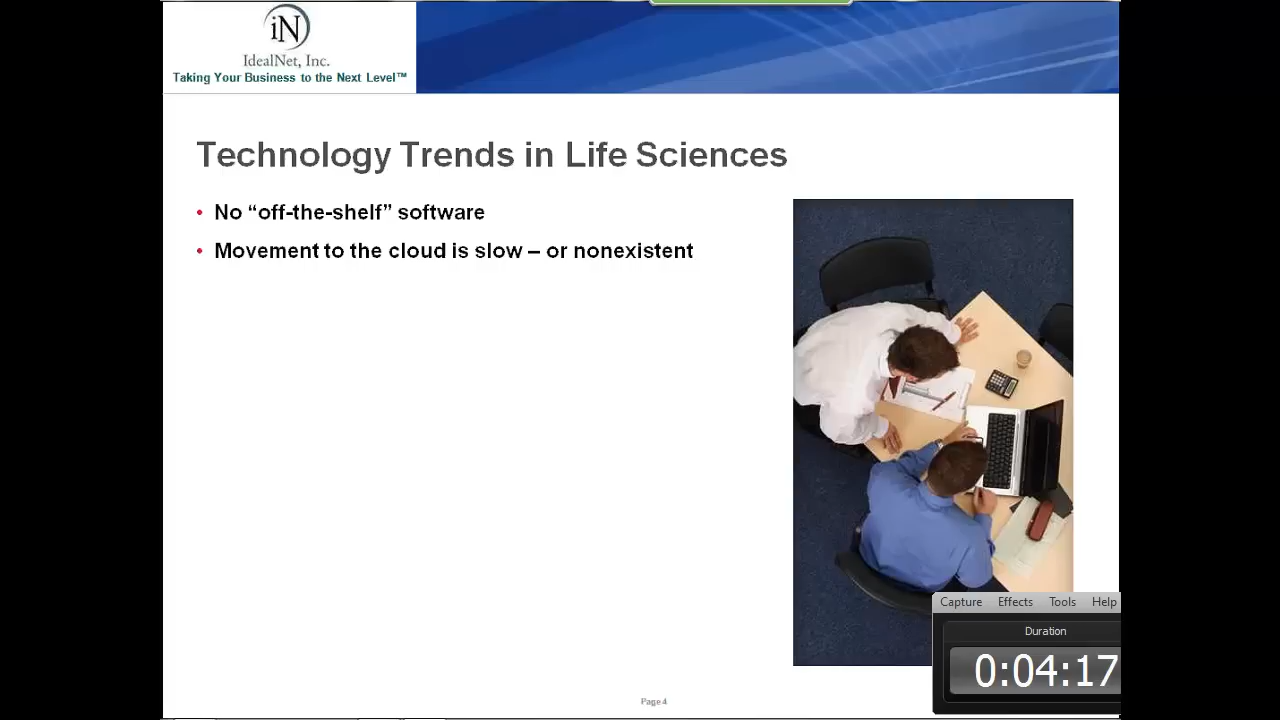 iN
IdealNet, Inc.
Taking Your Business to the Next Level™
Technology Trends in Life Sciences
• No “off-the-shelf” software
• Movement to the cloud is slow – or nonexistent
Capture Effects Tools Help
Duration
0:04:17
Page 4